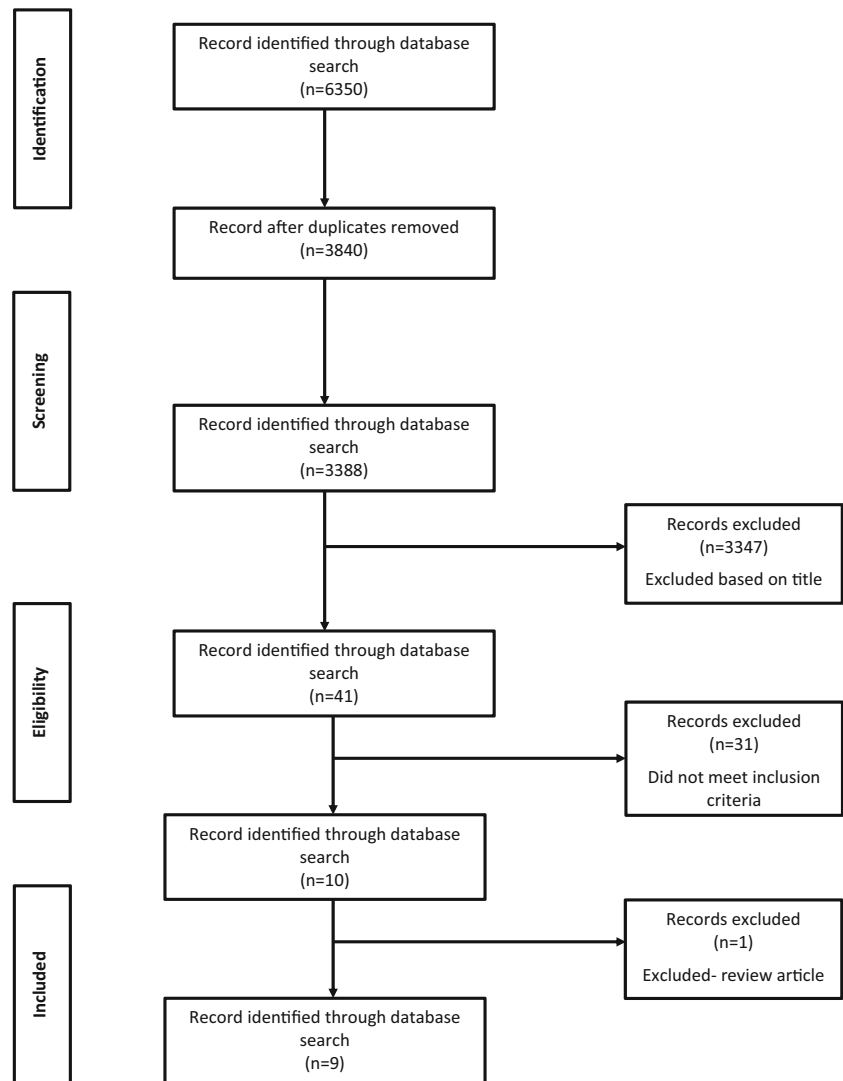 Identification
Record identified through database
search
(n=6350)
Record after duplicates removed
(n=3840)
Screening
Record identified through database
search
(n=3388)
Records excluded
(n=3347)
Excluded based on title
Eligibility
Record identified through database
search
(n=41)
Records excluded
(n=31)
Did not meet inclusion
criteria
Record identified through database
search
(n=10)
Included
Records excluded
(n=1)
Excluded- review article
Record identified through database
search
(n=9)